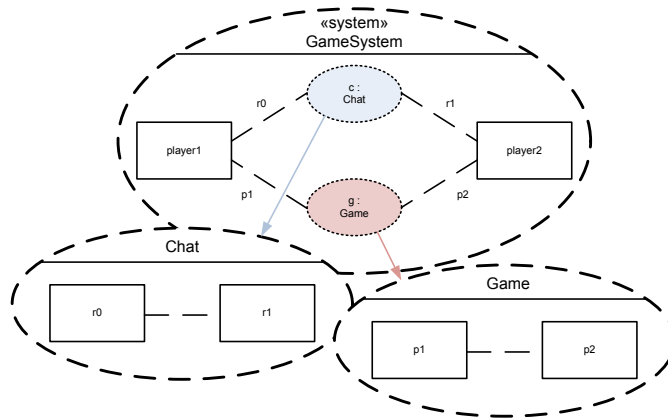 «system»
GameSystem
c :
Chat
r0
r1
player1
player2
p1
p2
g :
Game
Chat
r0
r1
Game
p1
p2